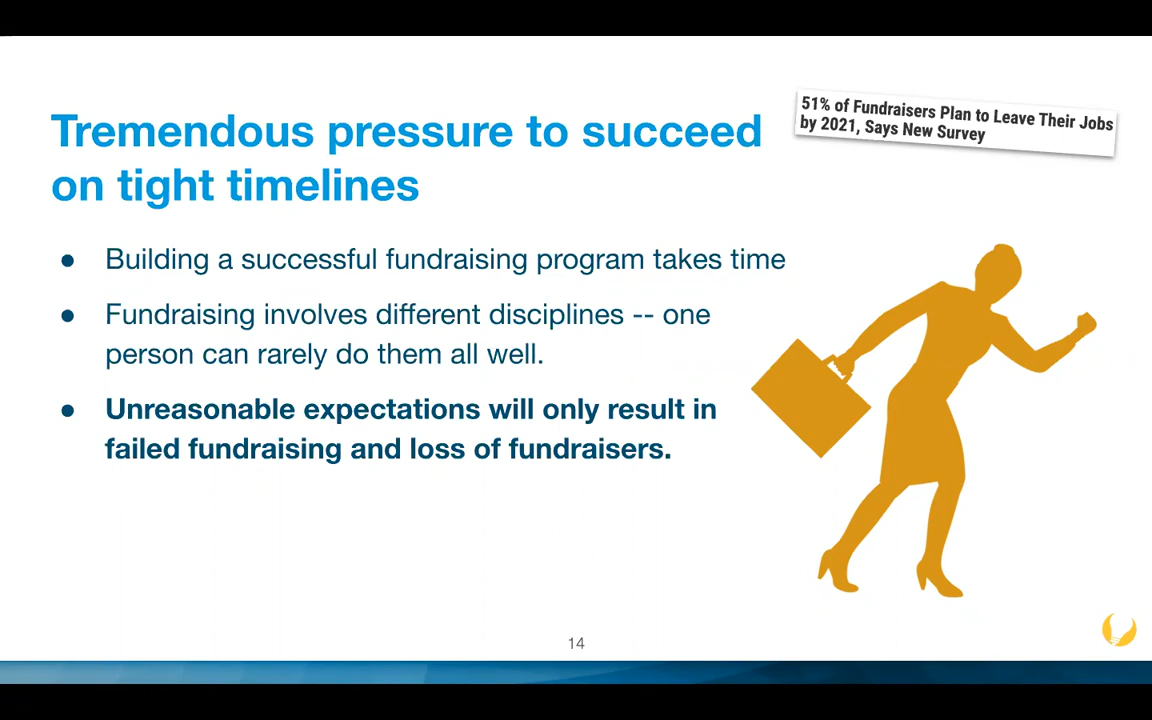 Tremendous pressure to succeed
on tight timelines
51% of Fundraisers Plan to Leave Their Jobs
by 2021, Says New Survey
● Building a successful fundraising program takes time
● Fundraising involves different disciplines -- one
person can rarely do them all well.
● Unreasonable expectations will only result in
failed fundraising and loss of fundraisers.
14